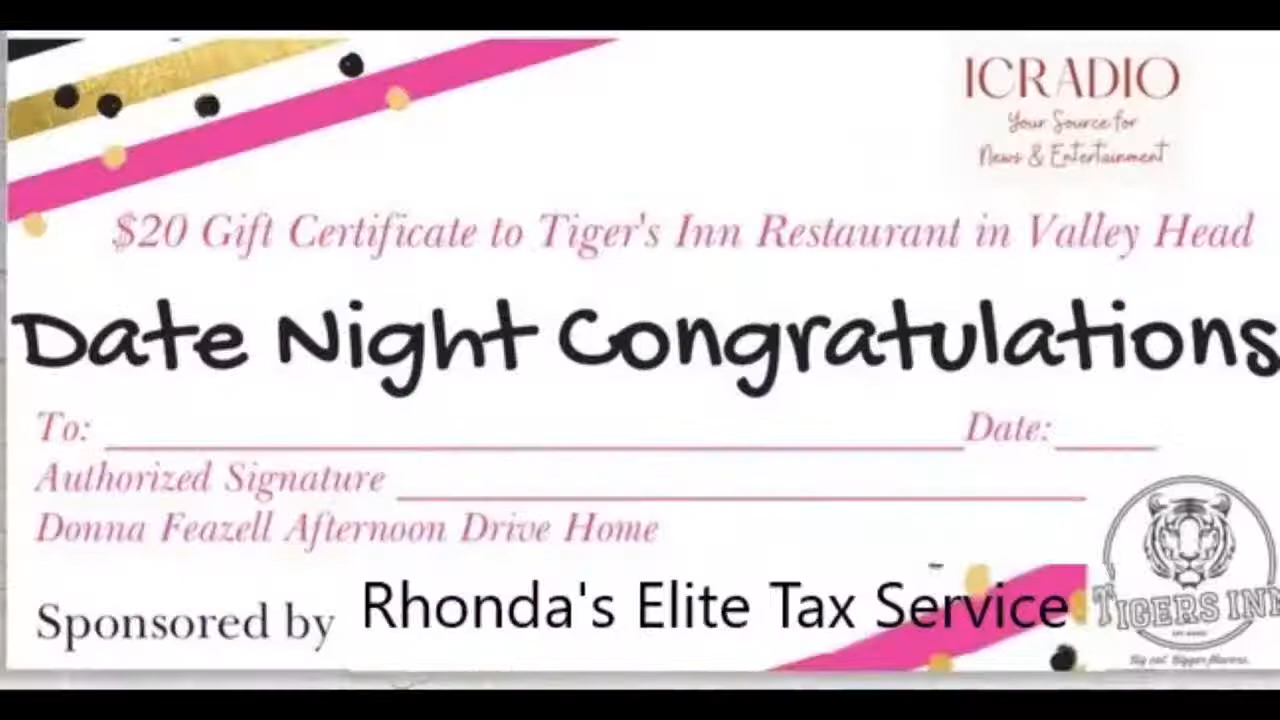 ICRADIO
Your Source for
News & Entertainment
$20 Gift Certificate to Tiger's Inn Restaurant in Valley Head
Date Night Congratulations
To: Date:
Authorized Signature
Donna Feazell Afternoon Drive Home
Sponsored by Rhonda's Elite Tax Service
TIGERS INN